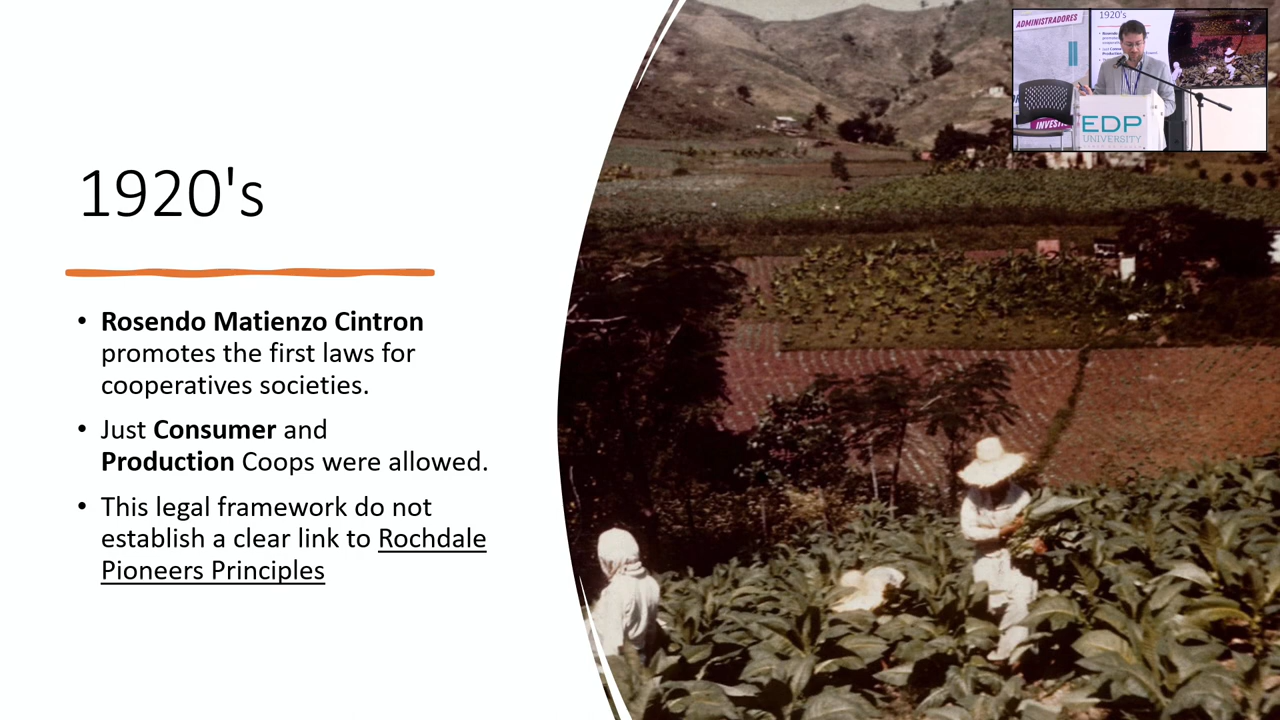 1920's
• Rosendo Matienzo Cintron
promotes the first laws for
cooperatives societies.
• Just Consumer and
Production Coops were allowed.
• This legal framework do not
establish a clear link to Rochdale
Pioneers Principles
ADMINISTRADORES
1920's
EDP
UNIVERSITY